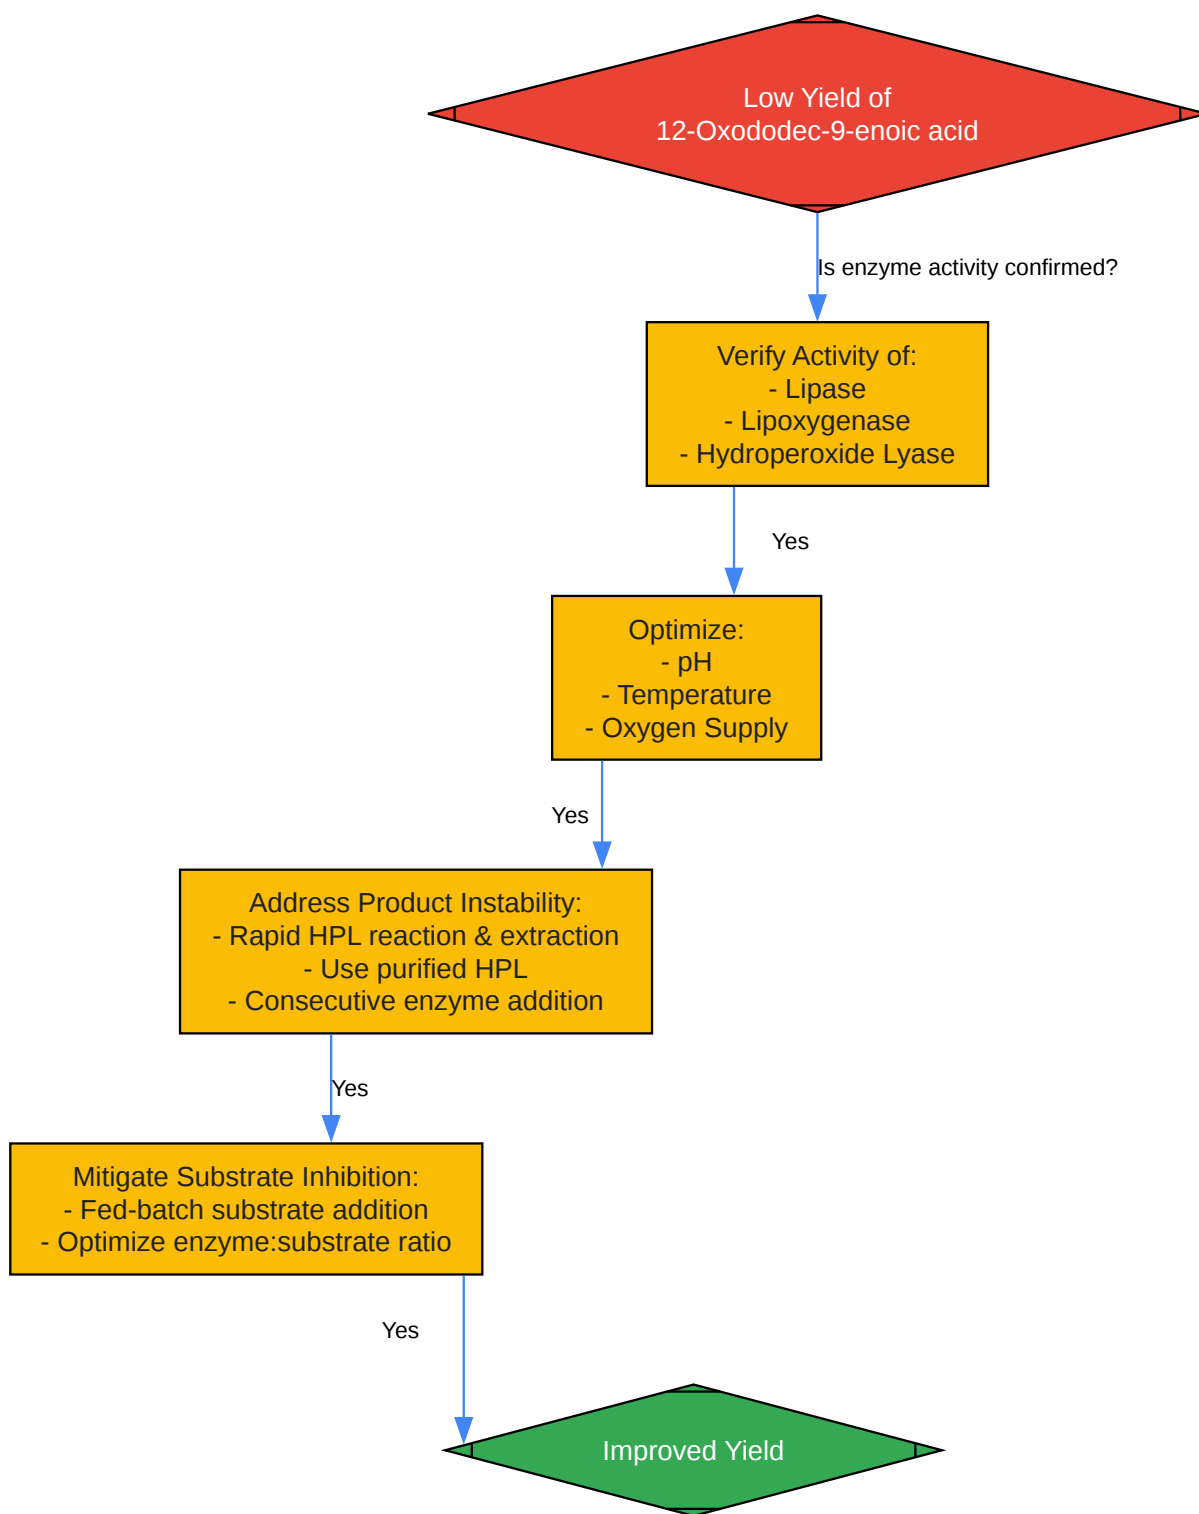 Low Yield of
12-Oxododec-9-enoic acid
Is enzyme activity confirmed?
Verify Activity of:
- Lipase
- Lipoxygenase
- Hydroperoxide Lyase
Yes
Optimize:
- pH
- Temperature
- Oxygen Supply
Yes
Address Product Instability:
- Rapid HPL reaction & extraction
- Use purified HPL
- Consecutive enzyme addition
Yes
Mitigate Substrate Inhibition:
- Fed-batch substrate addition
- Optimize enzyme:substrate ratio
Yes
Improved Yield